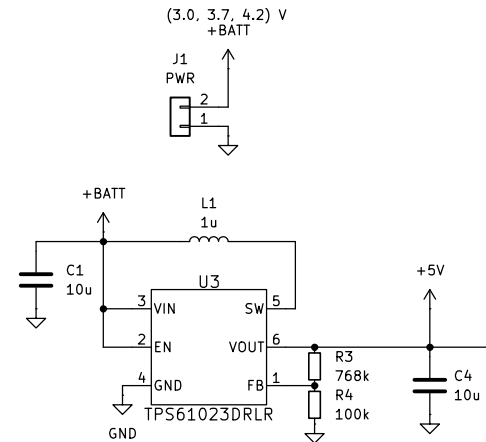 (3.0, 3.7, 4.2) V
+BATT
J1
PWR
2
1
+BATT
L1
1u
C1
10u
U3
3 VIN
SW 5
2 EN
VOUT 6
4 GND
FB 1
TPS61023DRLR
GND
R3
768k
R4
100k
+5V
C4
10u